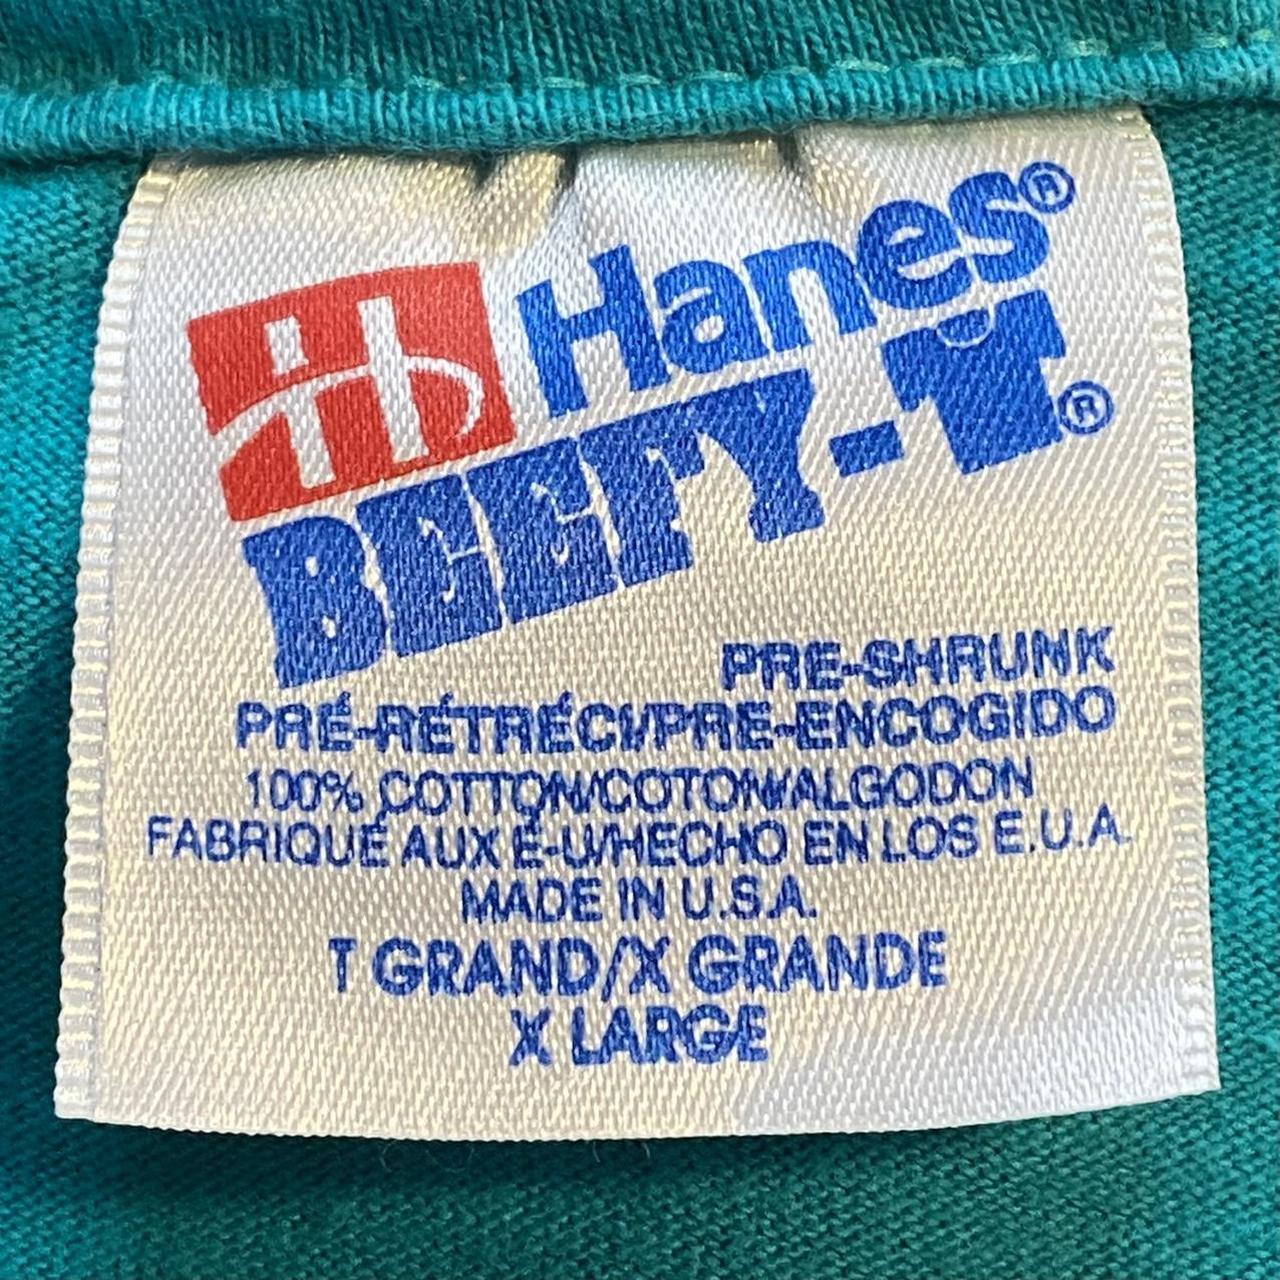 Hanes®
BEEFY-T®
PRE-SHRUNK
PRÉ-RÉTRÉCI/PRE-ENCOGIDO
100% COTTON/COTON/ALGODON
FABRIQUÉ AUX É-U/HECHO EN LOS E.U.A.
MADE IN U.S.A.
T GRAND/X GRANDE
X LARGE